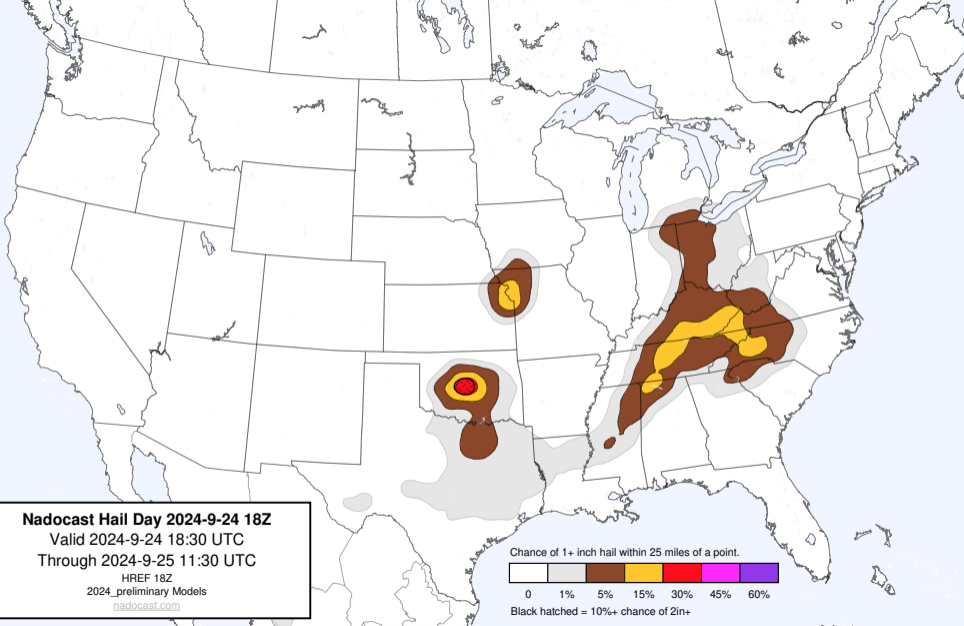 Nadocast Hail Day 2024-9-24 18Z
Valid 2024-9-24 18:30 UTC
Through 2024-9-25 11:30 UTC
HREF 18Z
2024_preliminary Models
nadocast.com
Chance of 1+ inch hail within 25 miles of a point.
0 1% 5% 15% 30% 45% 60%
Black hatched = 10%+ chance of 2in+